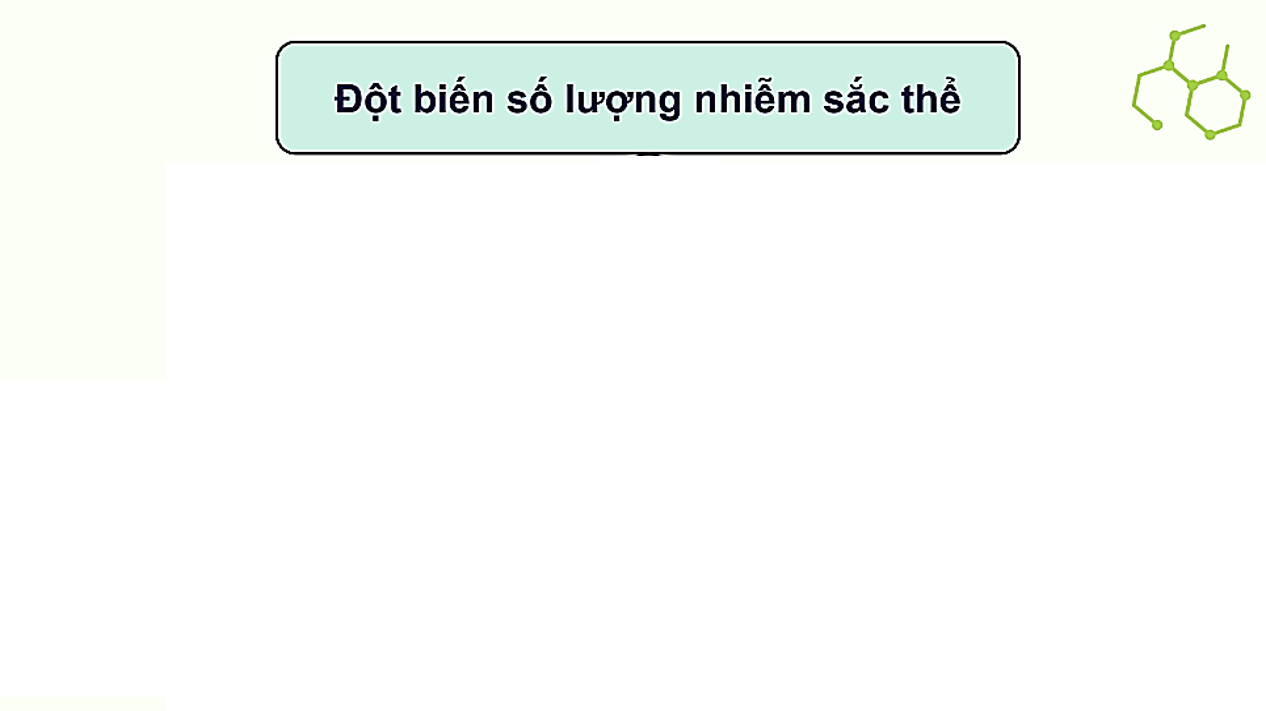 Đột biến số lượng nhiễm sắc thể